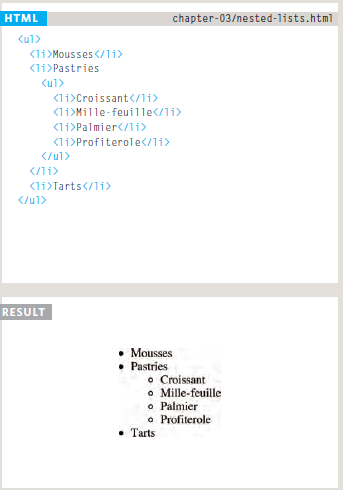 HTML chapter-03/nested-lists.html
<ul>
<li>Mousses</li>
<li>Pastries
<ul>
<li>Croissant</li>
<li>Mille-feuille</li>
<li>Palmier</li>
<li>Profiterole</li>
</ul>
</li>
<li>Tarts</li>
</ul>
RESULT
• Mousses
• Pastries
◦ Croissant
◦ Mille-feuille
◦ Palmier
◦ Profiterole
• Tarts